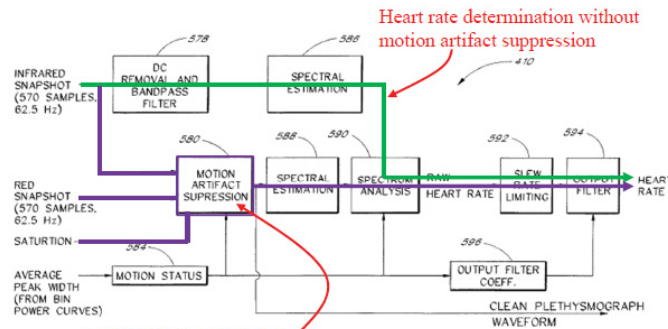 Heart rate determination without
motion artifact suppression
578
586
410
INFRARED
SNAPSHOT
(570 SAMPLES,
62.5 Hz)
DC
REMOVAL AND
BANDPASS
FILTER
SPECTRAL
ESTIMATION
580
588
590
592
594
MOTION
ARTIFACT
SUPRESSION
SPECTRAL
ESTIMATION
SPECTRUM
ANALYSIS
RAW
HEART RATE
SLEW
RATE
LIMITING
OUTPUT
FILTER
HEART
RATE
RED
SNAPSHOT
(570 SAMPLES,
62.5 Hz)
SATURTION
584
596
AVERAGE
PEAK WIDTH
(FROM BIN
POWER CURVES)
MOTION STATUS
OUTPUT FILTER
COEFF.
CLEAN PLETHYSMOGRAPH
WAVEFORM